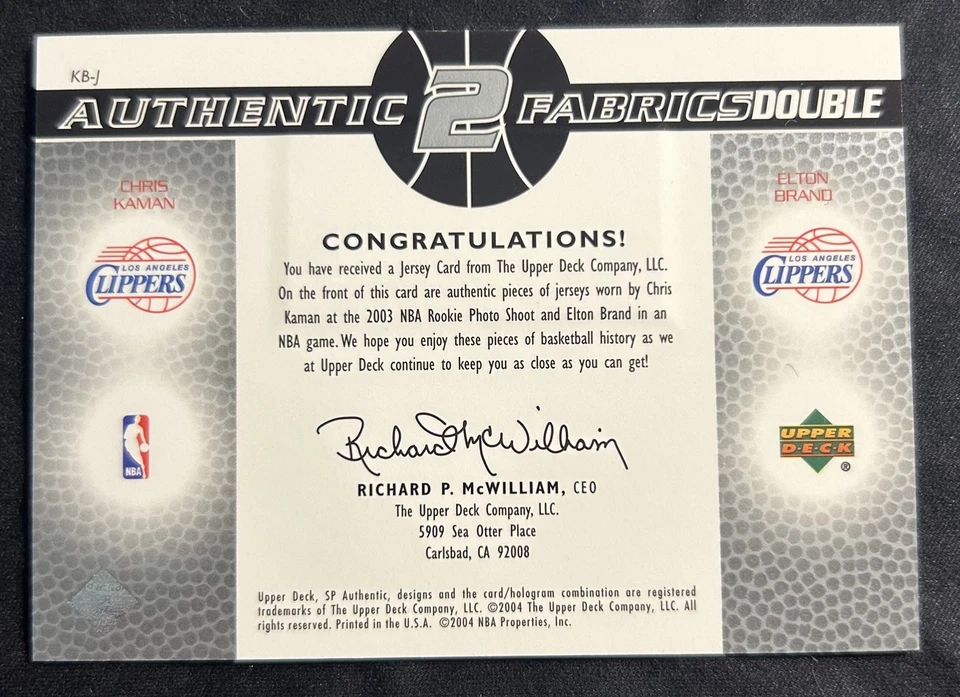 KB-J
AUTHENTIC 2 FABRICS DOUBLE
CHRIS
KAMAN
LOS ANGELES
CLIPPERS
NBA
CONGRATULATIONS!
You have received a Jersey Card from The Upper Deck Company, LLC.
On the front of this card are authentic pieces of jerseys worn by Chris
Kaman at the 2003 NBA Rookie Photo Shoot and Elton Brand in an
NBA game. We hope you enjoy these pieces of basketball history as we
at Upper Deck continue to keep you as close as you can get!
Richard McWilliam
RICHARD P. McWILLIAM, CEO
The Upper Deck Company, LLC.
5909 Sea Otter Place
Carlsbad, CA 92008
Upper Deck, SP Authentic, designs and the card/hologram combination are registered
trademarks of The Upper Deck Company, LLC. ©2004 The Upper Deck Company, LLC. All
rights reserved. Printed in the U.S.A. ©2004 NBA Properties, Inc.
ELTON
BRAND
LOS ANGELES
CLIPPERS
UPPER
D·E·C·K
®